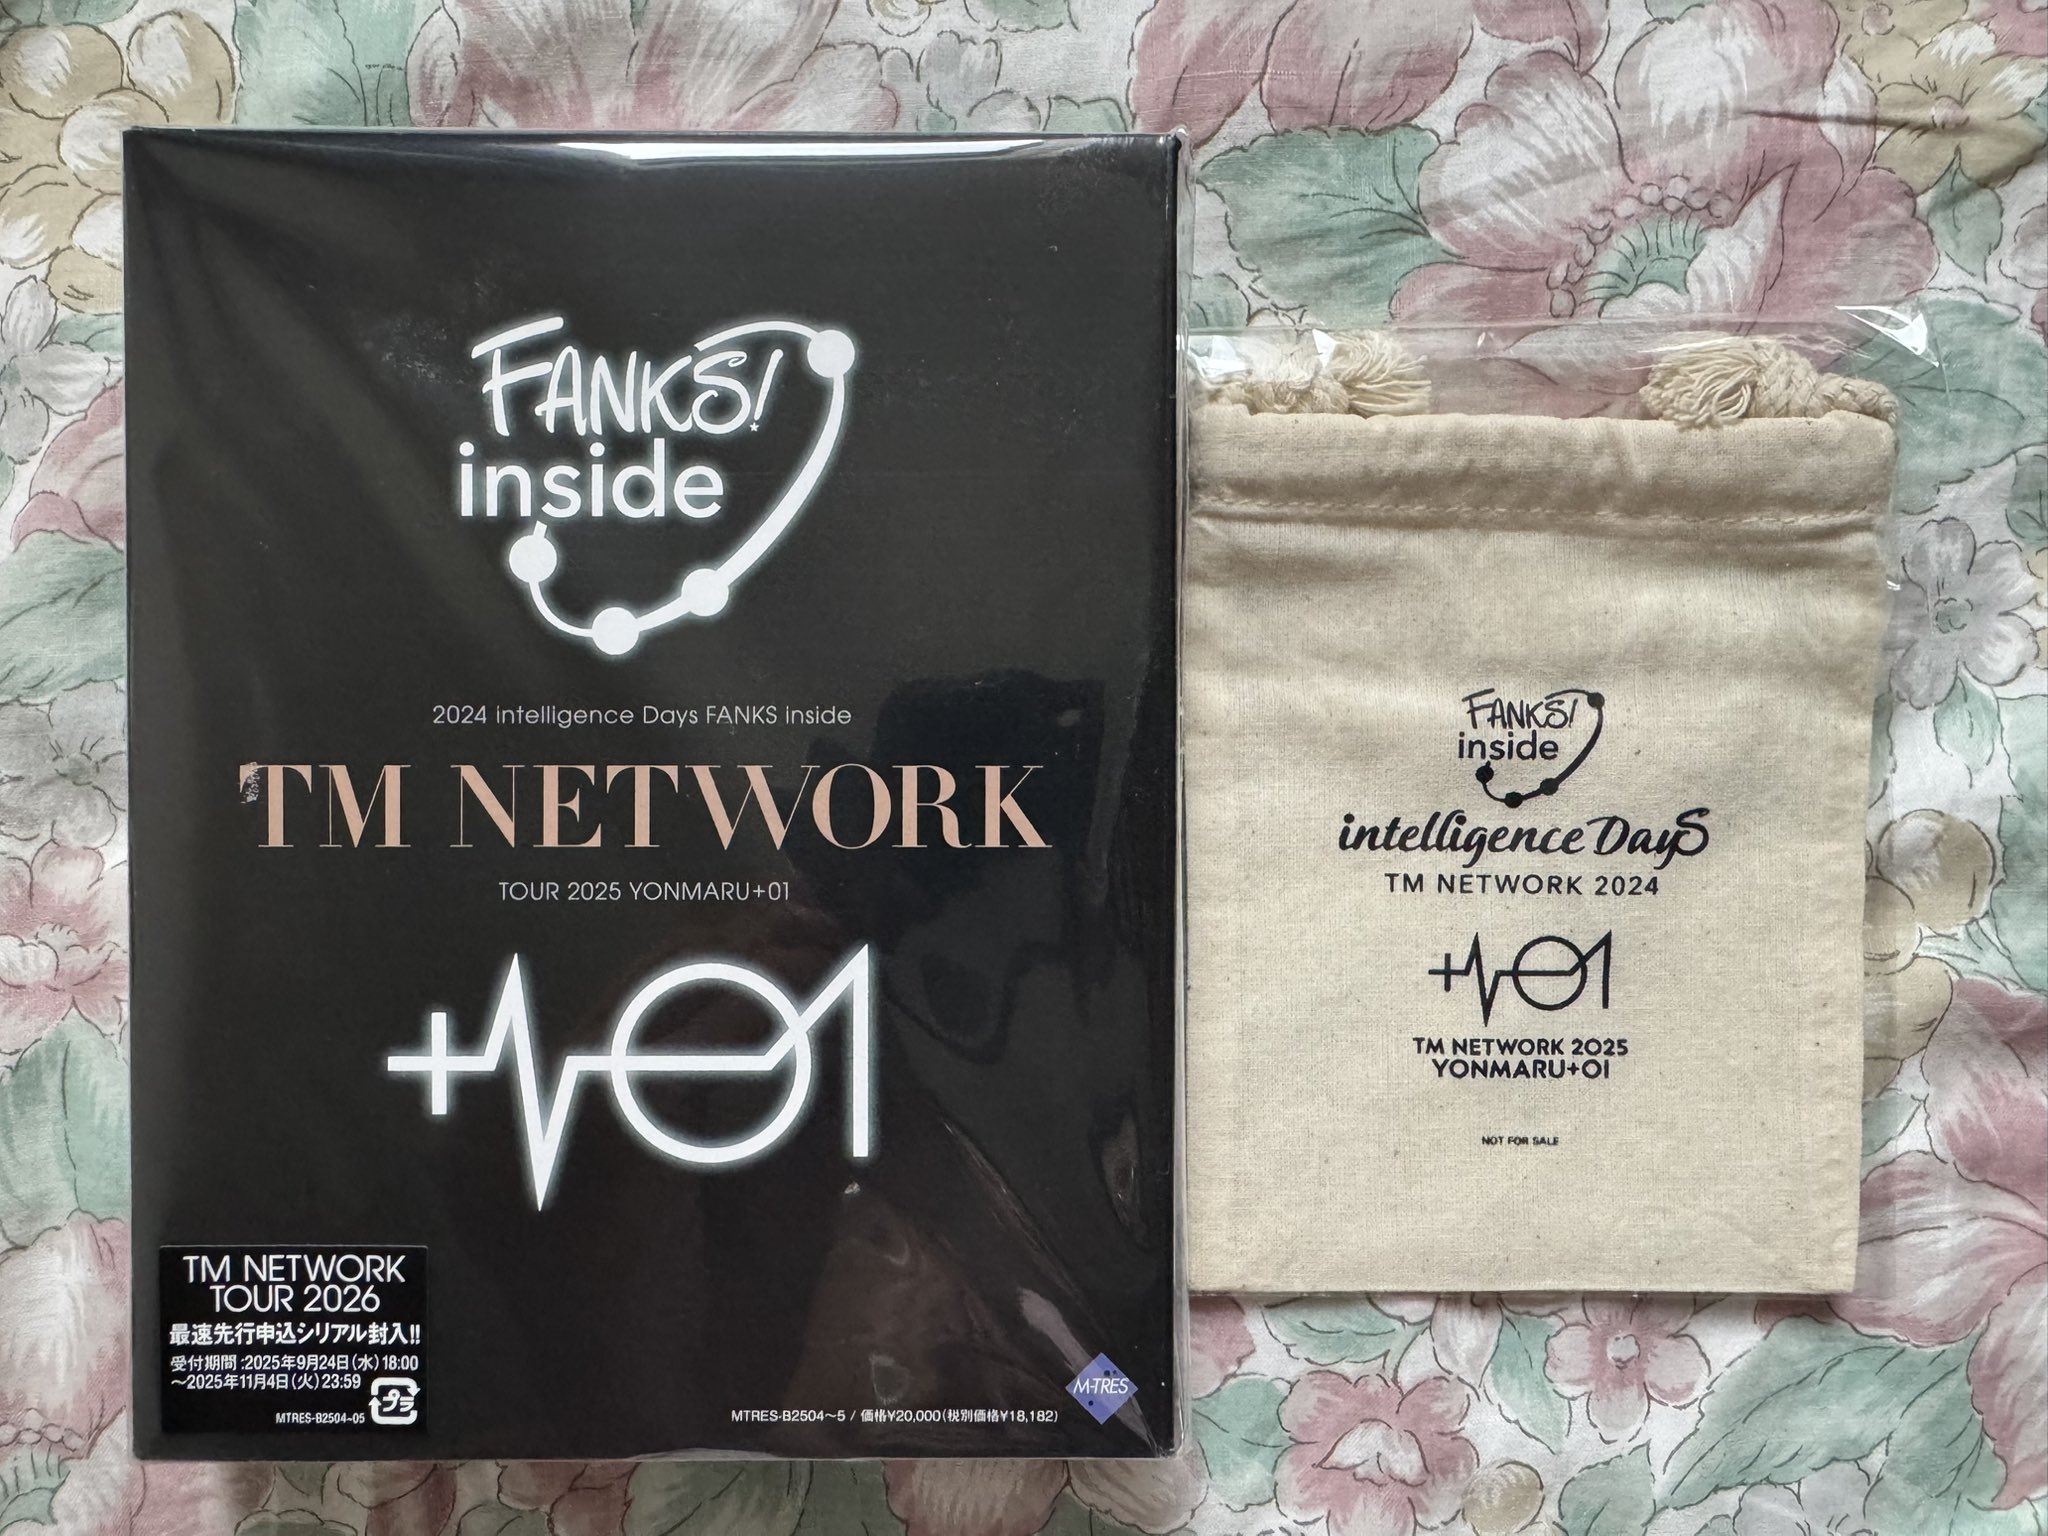 FANKS!
inside
2024 intelligence Days FANKS inside
TM NETWORK
TOUR 2025 YONMARU+01
+01
TM NETWORK
TOUR 2026
最速先行申込シリアル封入!!
受付期間:2025年9月24日(水)18:00
〜2025年11月4日(火)23:59
プラ
MTRES-B2504-05
MTRES-B2504〜5 / 価格¥20,000(税別価格¥18,182)
M-TRES
FANKS!
inside
intelligence Days
TM NETWORK 2024
+01
TM NETWORK 2025
YONMARU+01
NOT FOR SALE